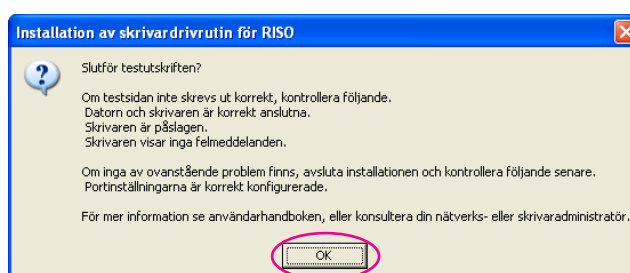 Installation av skrivardrivrutin för RISO
Slutför testutskriften?
Om testsidan inte skrevs ut korrekt, kontrollera följande.
Datorn och skrivaren är korrekt anslutna.
Skrivaren är påslagen.
Skrivaren visar inga felmeddelanden.
Om inga av ovanstående problem finns, avsluta installationen och kontrollera följande senare.
Portinställningarna är korrekt konfigurerade.
För mer information se användarhandboken, eller konsultera din nätverks- eller skrivaradministratör.
OK